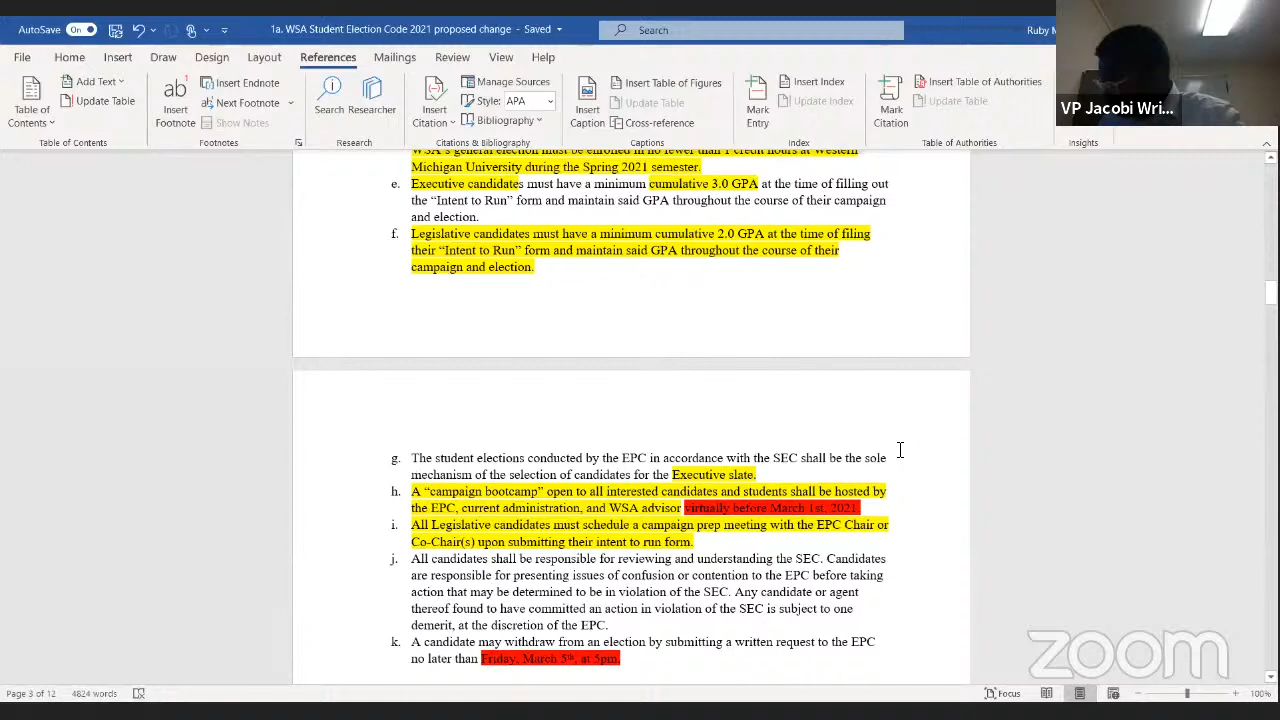 AutoSave On 1a. WSA Student Election Code 2021 proposed change - Saved Search Ruby M
File Home Insert Draw Design Layout References Mailings Review View Help
VP Jacobi Wri...
Table of Contents Add Text Update Table
Insert Footnote Insert Endnote Next Footnote Show Notes
Search Researcher
Insert Citation Manage Sources Style: APA Bibliography
Insert Caption Insert Table of Figures Update Table Cross-reference
Mark Entry Insert Index Update Index
Mark Citation Insert Table of Authorities Update Table
Table of Contents Footnotes Research Citations & Bibliography Captions Index Table of Authorities Insights
WSA's general election must be enrolled in no fewer than 1 credit hours at Western
Michigan University during the Spring 2021 semester.
e. Executive candidates must have a minimum cumulative 3.0 GPA at the time of filling out
the “Intent to Run” form and maintain said GPA throughout the course of their campaign
and election.
f. Legislative candidates must have a minimum cumulative 2.0 GPA at the time of filing
their “Intent to Run” form and maintain said GPA throughout the course of their
campaign and election.
g. The student elections conducted by the EPC in accordance with the SEC shall be the sole
mechanism of the selection of candidates for the Executive slate.
h. A “campaign bootcamp” open to all interested candidates and students shall be hosted by
the EPC, current administration, and WSA advisor virtually before March 1st, 2021.
i. All Legislative candidates must schedule a campaign prep meeting with the EPC Chair or
Co-Chair(s) upon submitting their intent to run form.
j. All candidates shall be responsible for reviewing and understanding the SEC. Candidates
are responsible for presenting issues of confusion or contention to the EPC before taking
action that may be determined to be in violation of the SEC. Any candidate or agent
thereof found to have committed an action in violation of the SEC is subject to one
demerit, at the discretion of the EPC.
k. A candidate may withdraw from an election by submitting a written request to the EPC
no later than Friday, March 5th, at 5pm.
zoom
Page 3 of 12 4824 words Focus 100%